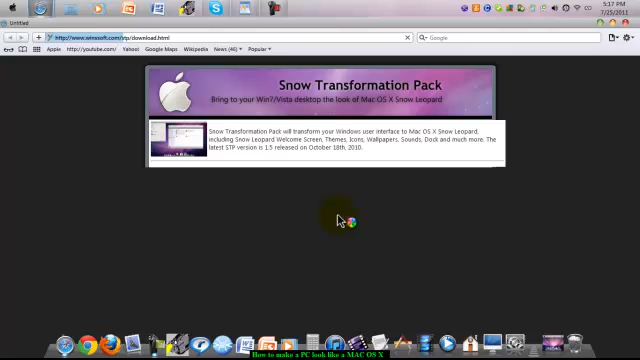 5:17 PM
7/25/2011
Untitled
http://www.winxsoft.com/stp/download.html
Google
Apple http://youtube.com/ Yahoo! Google Maps Wikipedia News (46) Popular
Snow Transformation Pack
Bring to your Win7/Vista desktop the look of Mac OS X Snow Leopard
Snow Transformation Pack will transform your Windows user interface to Mac OS X Snow Leopard,
including Snow Leopard Welcome Screen, Themes, Icons, Wallpapers, Sounds, Dock and much more. The
latest STP version is 1.5 released on October 18th, 2010.
How to make a PC look like a MAC OS X